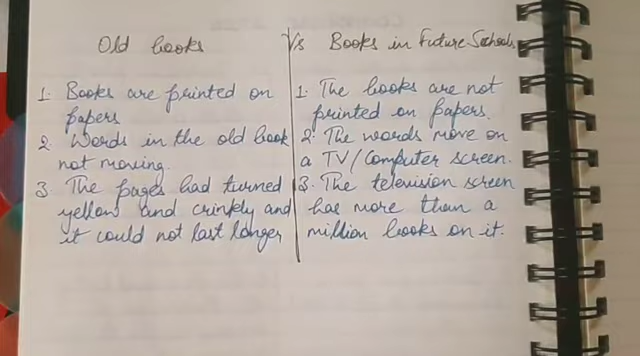 Old books Vs Books in Future Schools
1. Books are printed on
papers
2. Words in the old book
not moving.
3 The pages had turned
yellow and crinkly and
it could not last longer
1. The books are not
printed on papers.
2. The words move on
a TV/Computer screen.
3. The television screen
has more than a
million books on it.